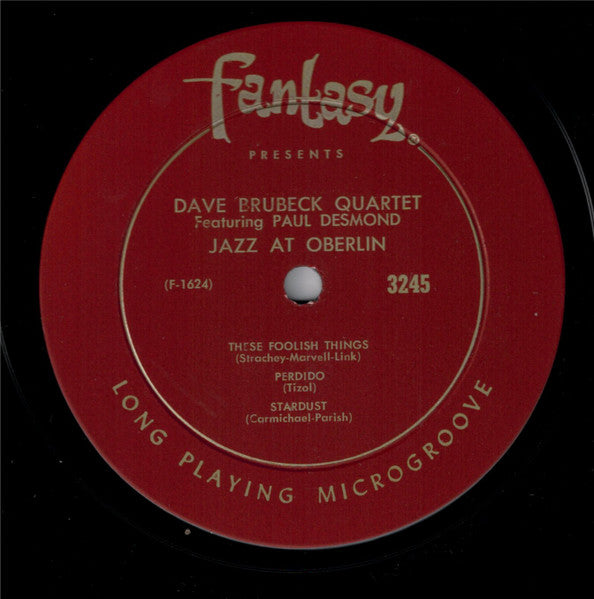 Fantasy®
PRESENTS
DAVE BRUBECK QUARTET
Featuring PAUL DESMOND
JAZZ AT OBERLIN
(F-1624)
3245
THESE FOOLISH THINGS
(Strachey-Marvell-Link)
PERDIDO
(Tizol)
STARDUST
(Carmichael-Parish)
LONG PLAYING MICROGROOVE